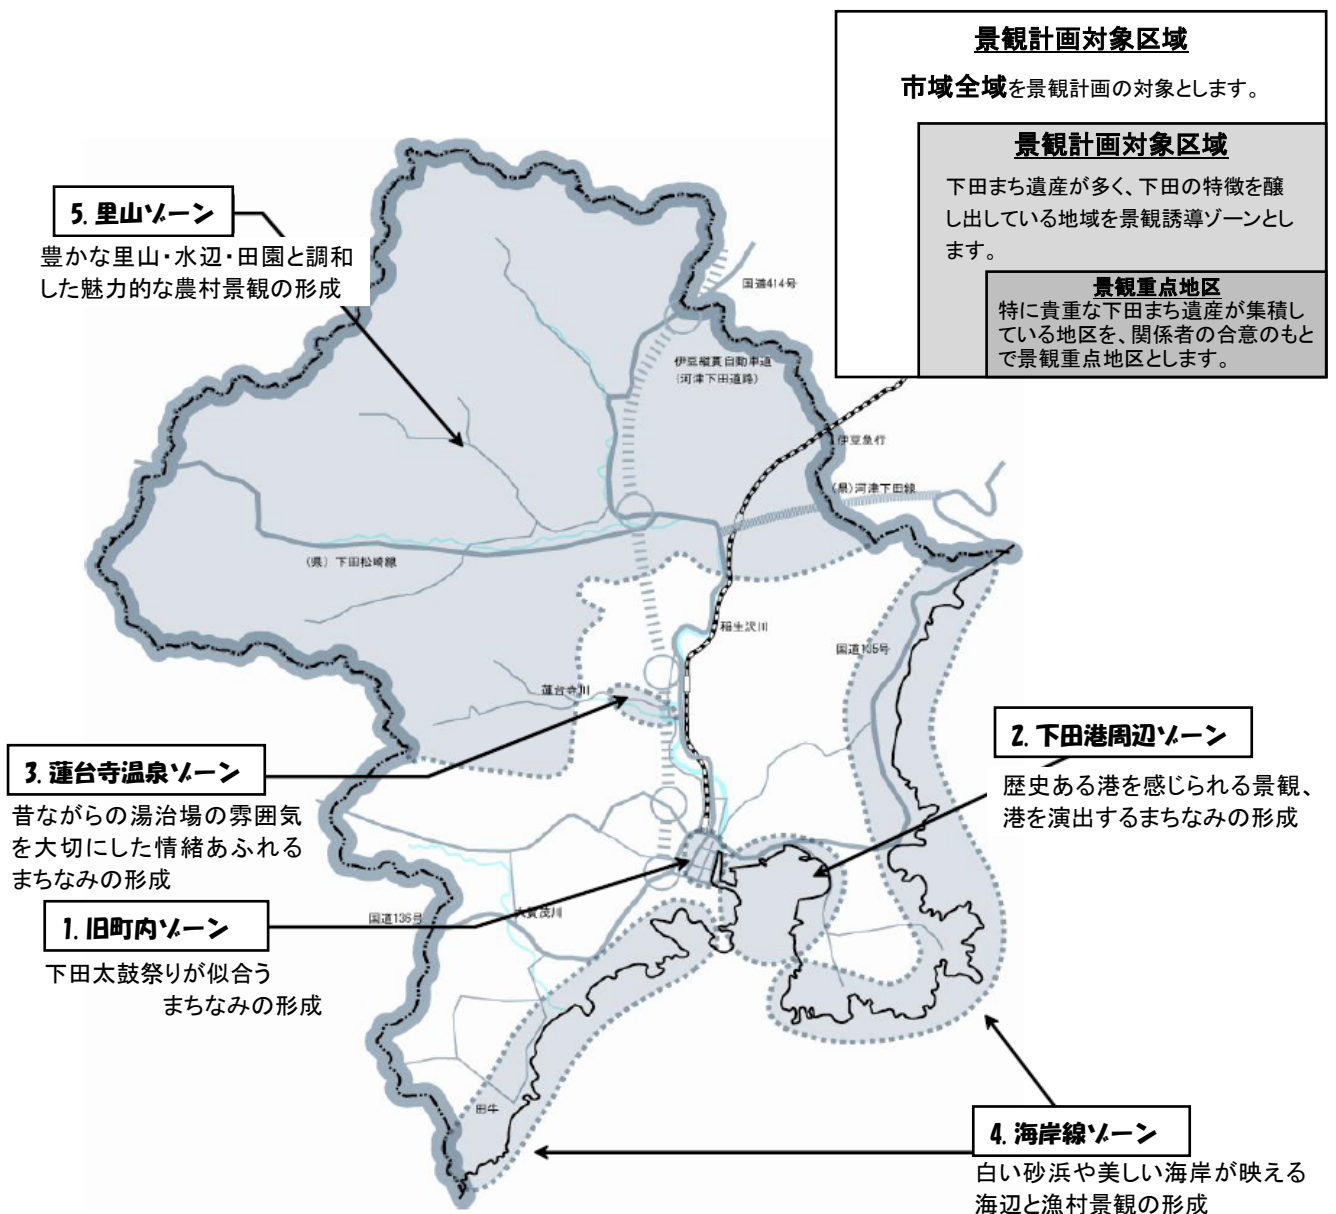 景観計画対象区域
市域全域を景観計画の対象とします。
景観計画対象区域
下田まち遺産が多く、下田の特徴を醸
し出している地域を景観誘導ゾーンとし
ます。
景観重点地区
特に貴重な下田まち遺産が集積し
ている地区を、関係者の合意のもと
で景観重点地区とします。
5. 里山ゾーン
豊かな里山・水辺・田園と調和
した魅力的な農村景観の形成
国道414号
伊豆縦貫自動車道
(河津下田道路)
伊豆急行
(県)河津下田線
(県) 下田松崎線
稲生沢川
国道135号
蓮台寺川
2. 下田港周辺ゾーン
歴史ある港を感じられる景観、
港を演出するまちなみの形成
3. 蓮台寺温泉ゾーン
昔ながらの湯治場の雰囲気
を大切にした情緒あふれる
まちなみの形成
1. 旧町内ゾーン
下田太鼓祭りが似合う
まちなみの形成
国道136号
大賀茂川
田牛
4. 海岸線ゾーン
白い砂浜や美しい海岸が映える
海辺と漁村景観の形成